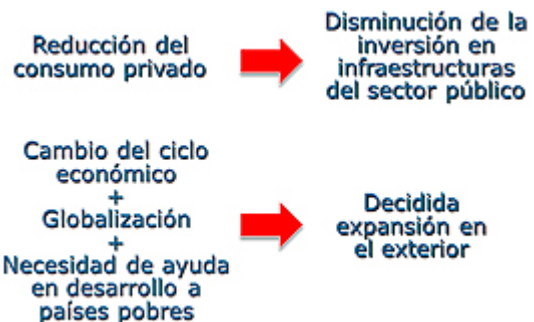 Reducción del
consumo privado
Disminución de la
inversión en
infraestructuras
del sector público
Cambio del ciclo
económico
+
Globalización
+
Necesidad de ayuda
en desarrollo a
países pobres
Decidida
expansión en
el exterior